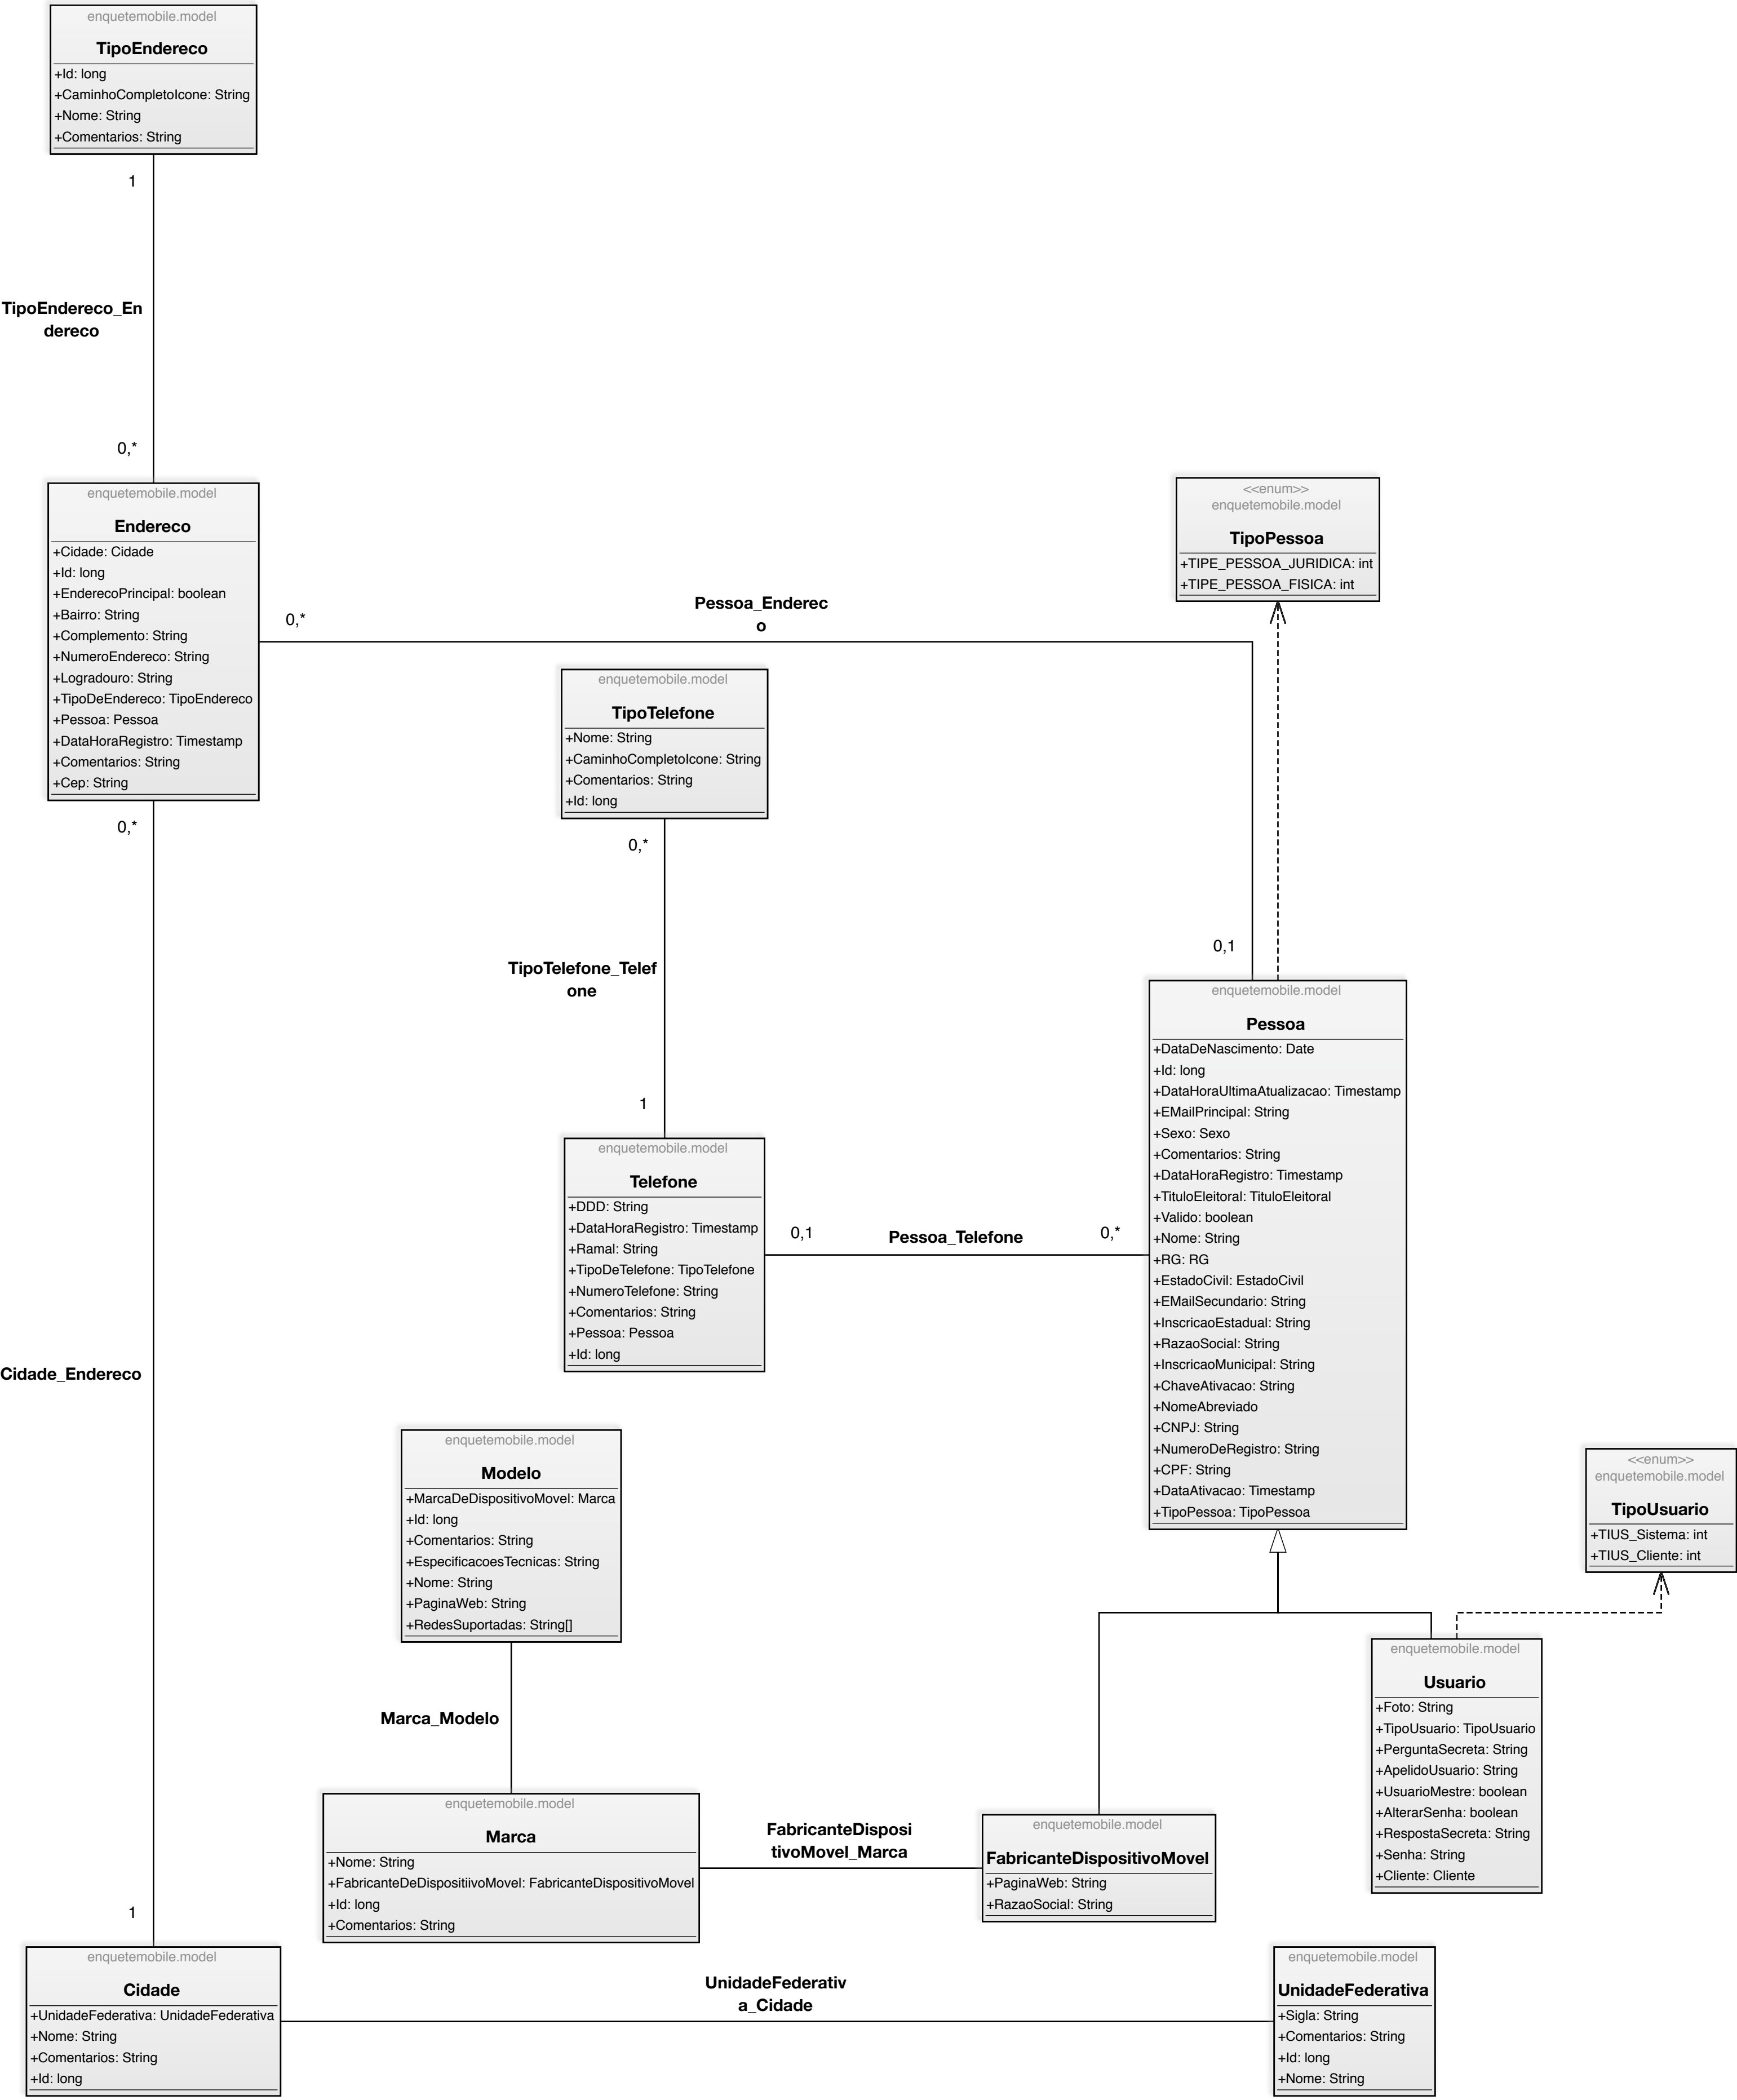 enquetemobile.model
TipoEndereco
+Id: long
+CaminhoCompletoIcone: String
+Nome: String
+Comentarios: String
1
TipoEndereco_En
dereco
0,*
enquetemobile.model
Endereco
+Cidade: Cidade
+Id: long
+EnderecoPrincipal: boolean
+Bairro: String
+Complemento: String
+NumeroEndereco: String
+Logradouro: String
+TipoDeEndereco: TipoEndereco
+Pessoa: Pessoa
+DataHoraRegistro: Timestamp
+Comentarios: String
+Cep: String
0,*
0,*
Pessoa_Enderec
o
0,1
<<enum>>
enquetemobile.model
TipoPessoa
+TIPE_PESSOA_JURIDICA: int
+TIPE_PESSOA_FISICA: int
enquetemobile.model
TipoTelefone
+Nome: String
+CaminhoCompletoIcone: String
+Comentarios: String
+Id: long
0,*
TipoTelefone_Telef
one
1
enquetemobile.model
Telefone
+DDD: String
+DataHoraRegistro: Timestamp
+Ramal: String
+TipoDeTelefone: TipoTelefone
+NumeroTelefone: String
+Comentarios: String
+Pessoa: Pessoa
+Id: long
0,1
Pessoa_Telefone
0,*
enquetemobile.model
Pessoa
+DataDeNascimento: Date
+Id: long
+DataHoraUltimaAtualizacao: Timestamp
+EMailPrincipal: String
+Sexo: Sexo
+Comentarios: String
+DataHoraRegistro: Timestamp
+TituloEleitoral: TituloEleitoral
+Valido: boolean
+Nome: String
+RG: RG
+EstadoCivil: EstadoCivil
+EMailSecundario: String
+InscricaoEstadual: String
+RazaoSocial: String
+InscricaoMunicipal: String
+ChaveAtivacao: String
+NomeAbreviado
+CNPJ: String
+NumeroDeRegistro: String
+CPF: String
+DataAtivacao: Timestamp
+TipoPessoa: TipoPessoa
Cidade_Endereco
enquetemobile.model
Modelo
+MarcaDeDispositivoMovel: Marca
+Id: long
+Comentarios: String
+EspecificacoesTecnicas: String
+Nome: String
+PaginaWeb: String
+RedesSuportadas: String[]
Marca_Modelo
<<enum>>
enquetemobile.model
TipoUsuario
+TIUS_Sistema: int
+TIUS_Cliente: int
enquetemobile.model
Usuario
+Foto: String
+TipoUsuario: TipoUsuario
+PerguntaSecreta: String
+ApelidoUsuario: String
+UsuarioMestre: boolean
+AlterarSenha: boolean
+RespostaSecreta: String
+Senha: String
+Cliente: Cliente
enquetemobile.model
Marca
+Nome: String
+FabricanteDeDispositiivoMovel: FabricanteDispositivoMovel
+Id: long
+Comentarios: String
FabricanteDisposi
tivoMovel_Marca
enquetemobile.model
FabricanteDispositivoMovel
+PaginaWeb: String
+RazaoSocial: String
1
enquetemobile.model
Cidade
+UnidadeFederativa: UnidadeFederativa
+Nome: String
+Comentarios: String
+Id: long
UnidadeFederativ
a_Cidade
enquetemobile.model
UnidadeFederativa
+Sigla: String
+Comentarios: String
+Id: long
+Nome: String